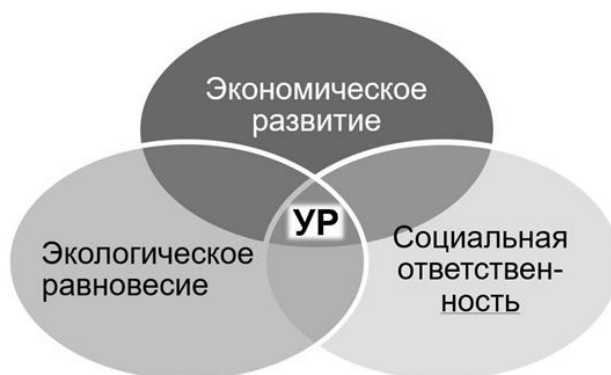 Экономическое
развитие
УР
Экологическое
равновесие
Социальная
ответствен-
ность